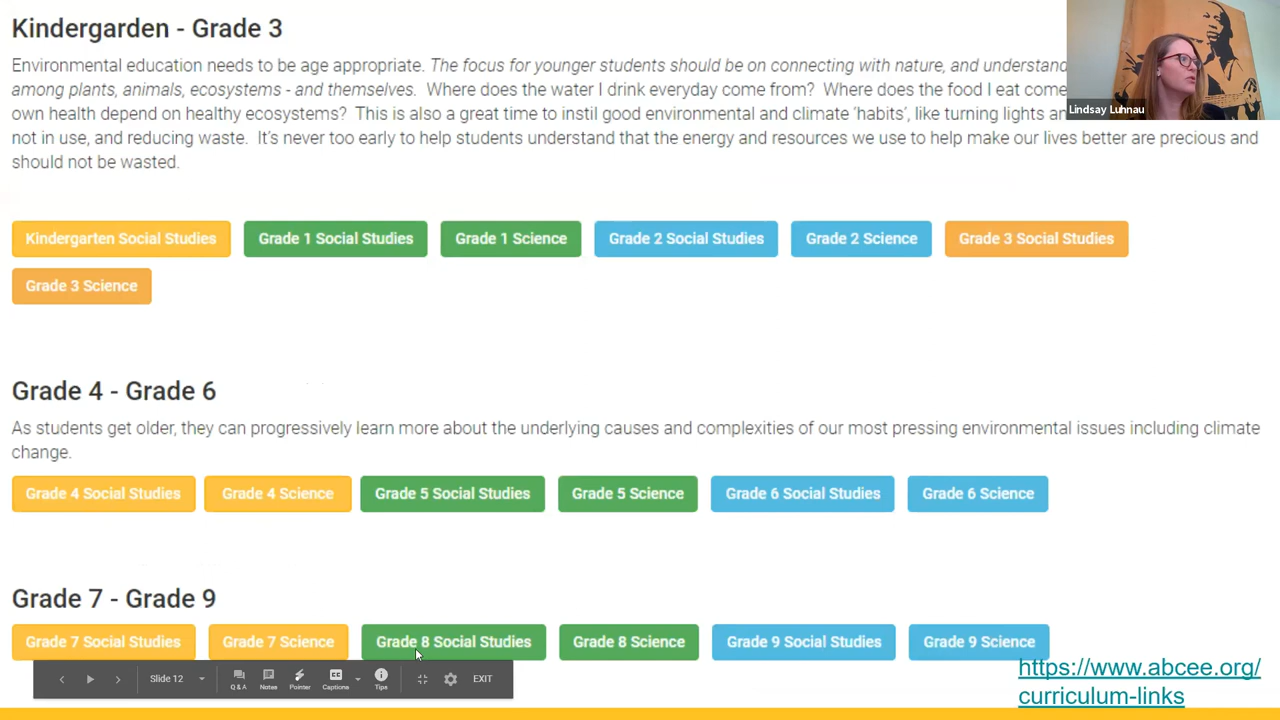 Kindergarden - Grade 3
Environmental education needs to be age appropriate. The focus for younger students should be on connecting with nature, and understand
among plants, animals, ecosystems - and themselves. Where does the water I drink everyday come from? Where does the food I eat come
own health depend on healthy ecosystems? This is also a great time to instil good environmental and climate ‘habits’, like turning lights
not in use, and reducing waste. It’s never too early to help students understand that the energy and resources we use to help make our lives better are precious and
should not be wasted.
Lindsay Luhnau
Kindergarten Social Studies Grade 1 Social Studies Grade 1 Science Grade 2 Social Studies Grade 2 Science Grade 3 Social Studies
Grade 3 Science
Grade 4 - Grade 6
As students get older, they can progressively learn more about the underlying causes and complexities of our most pressing environmental issues including climate
change.
Grade 4 Social Studies Grade 4 Science Grade 5 Social Studies Grade 5 Science Grade 6 Social Studies Grade 6 Science
Grade 7 - Grade 9
Grade 7 Social Studies Grade 7 Science Grade 8 Social Studies Grade 8 Science Grade 9 Social Studies Grade 9 Science
Slide 12 Q & A Notes Pointer CC Captions Tips EXIT
https://www.abcee.org/
curriculum-links